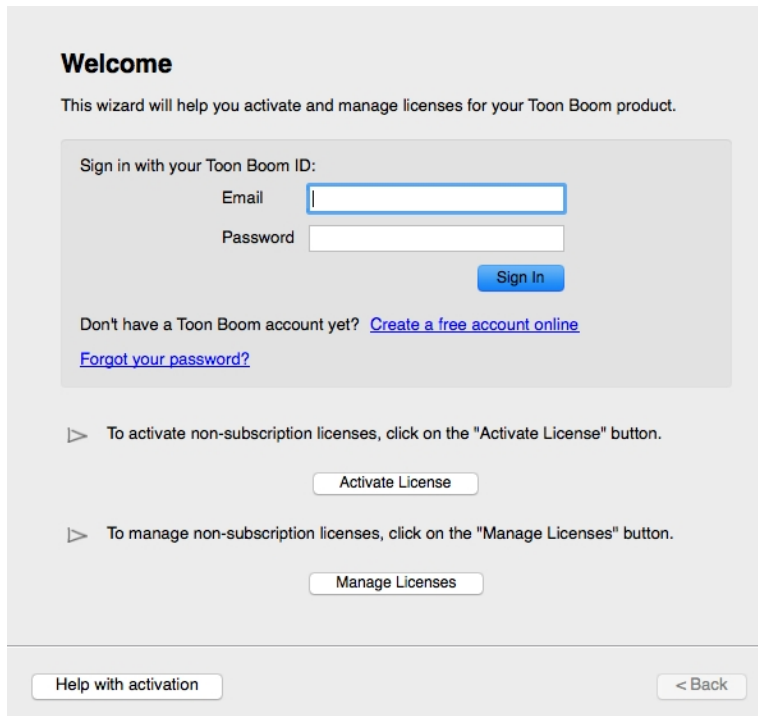 Welcome
This wizard will help you activate and manage licenses for your Toon Boom product.
Sign in with your Toon Boom ID:
Email
Password
Sign In
Don't have a Toon Boom account yet? Create a free account online
Forgot your password?
To activate non-subscription licenses, click on the "Activate License" button.
Activate License
To manage non-subscription licenses, click on the "Manage Licenses" button.
Manage Licenses
Help with activation
< Back